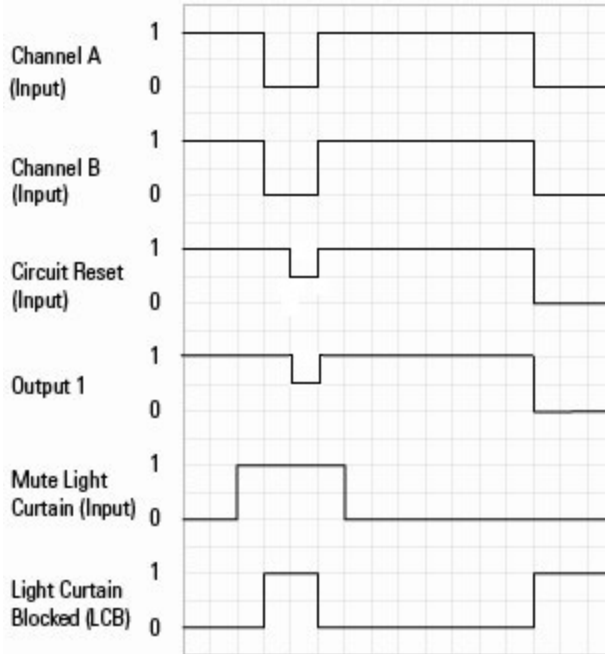 Channel A
(Input)
1
0
Channel B
(Input)
1
0
Circuit Reset
(Input)
1
0
Output 1
1
0
Mute Light
Curtain (Input)
1
0
Light Curtain
Blocked (LCB)
1
0